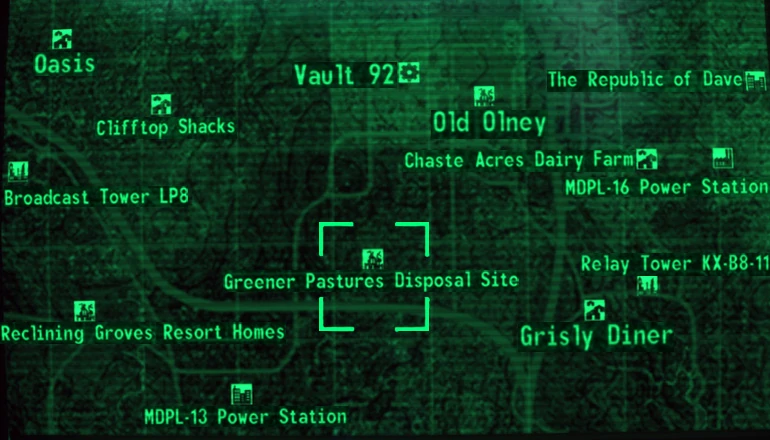 Oasis
Vault 92
The Republic of Dave
Clifftop Shacks
Old Olney
Chaste Acres Dairy Farm
MDPL-16 Power Station
Broadcast Tower LP8
Relay Tower KX-B8-11
Greener Pastures Disposal Site
Reclining Groves Resort Homes
Grisly Diner
MDPL-13 Power Station